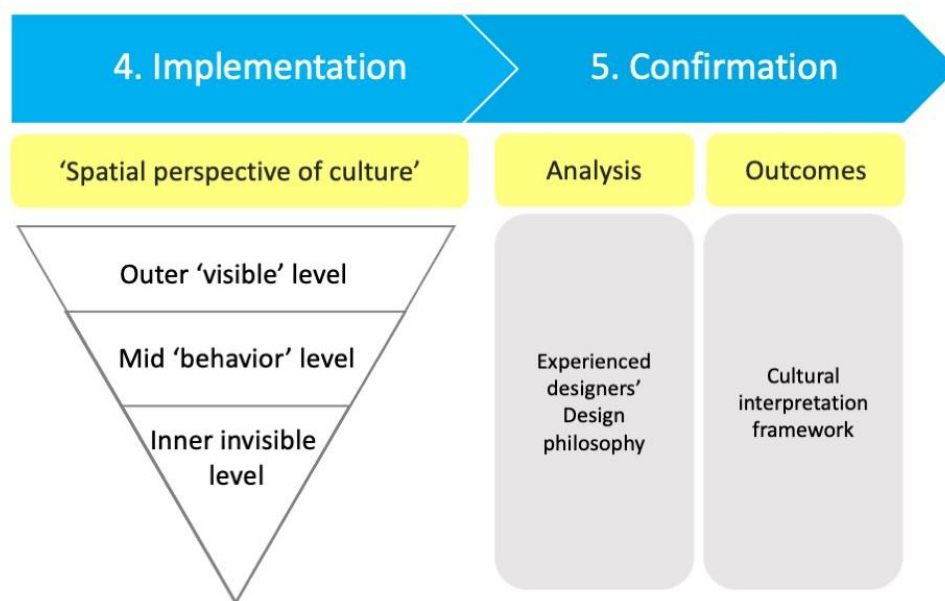 4. Implementation
5. Confirmation
‘Spatial perspective of culture’
Analysis
Outcomes
Outer ‘visible’ level
Mid ‘behavior’ level
Inner invisible
level
Experienced
designers’
Design
philosophy
Cultural
interpretation
framework